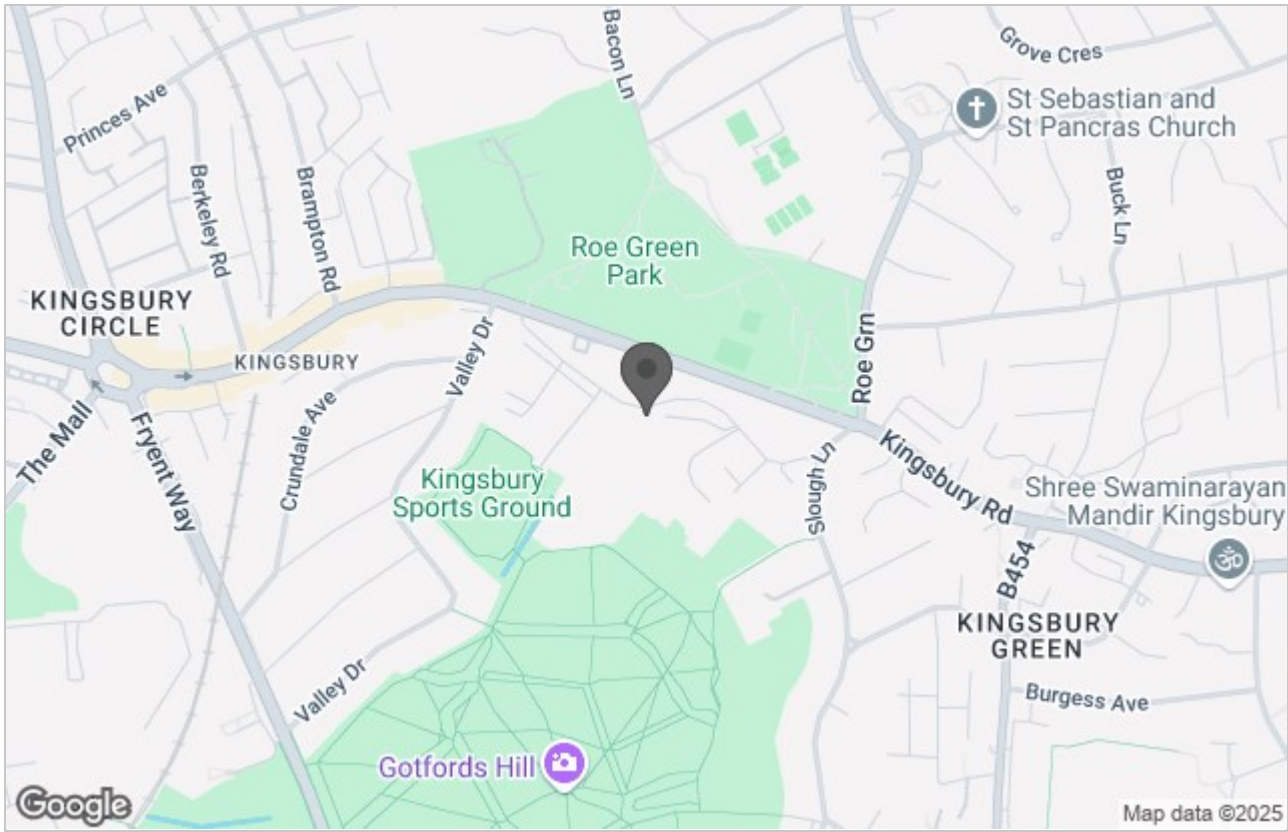 Bacon Ln
Grove Cres
Princes Ave
St Sebastian and
St Pancras Church
Berkeley Rd
Brampton Rd
Buck Ln
Roe Green
Park
KINGSBURY
CIRCLE
KINGSBURY
Valley Dr
Roe Grn
The Mall
Fryent Way
Crundale Ave
Kingsbury
Sports Ground
Slough Ln
Kingsbury Rd
Shree Swaminarayan
Mandir Kingsbury
ॐ
B454
KINGSBURY
GREEN
Valley Dr
Burgess Ave
Gotfords Hill
Google
Map data ©2025